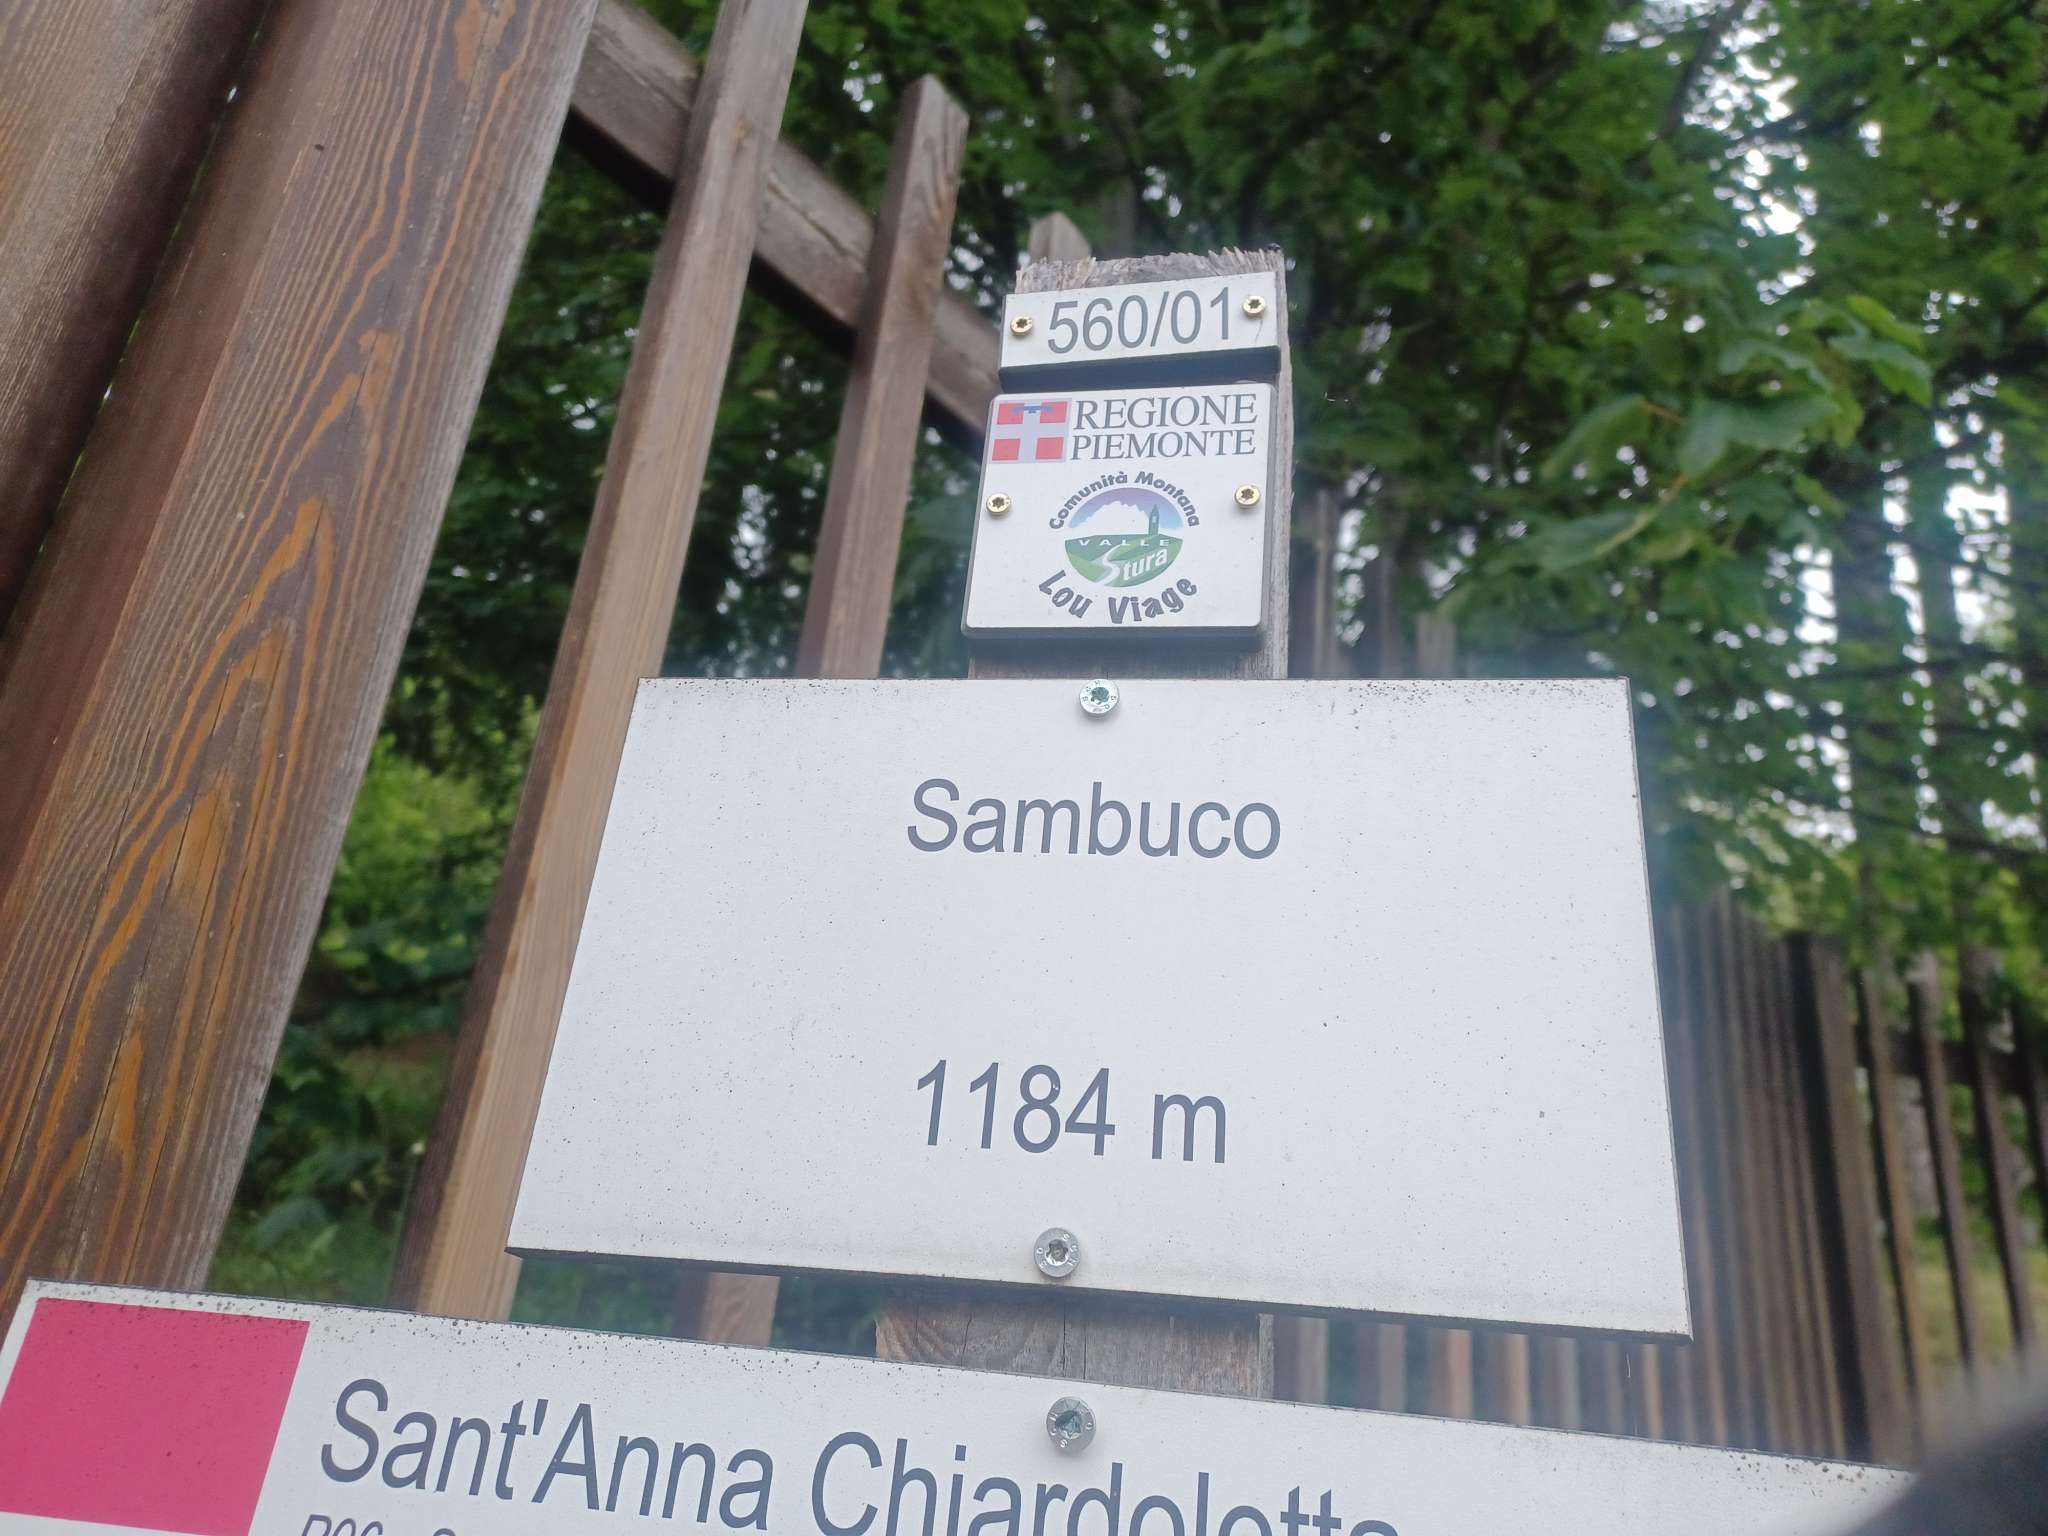 560/01
REGIONE
PIEMONTE
Comunità Montana
VALLE
Stura
Lou Viage
Sambuco
1184 m
Sant'Anna Chiardoletta